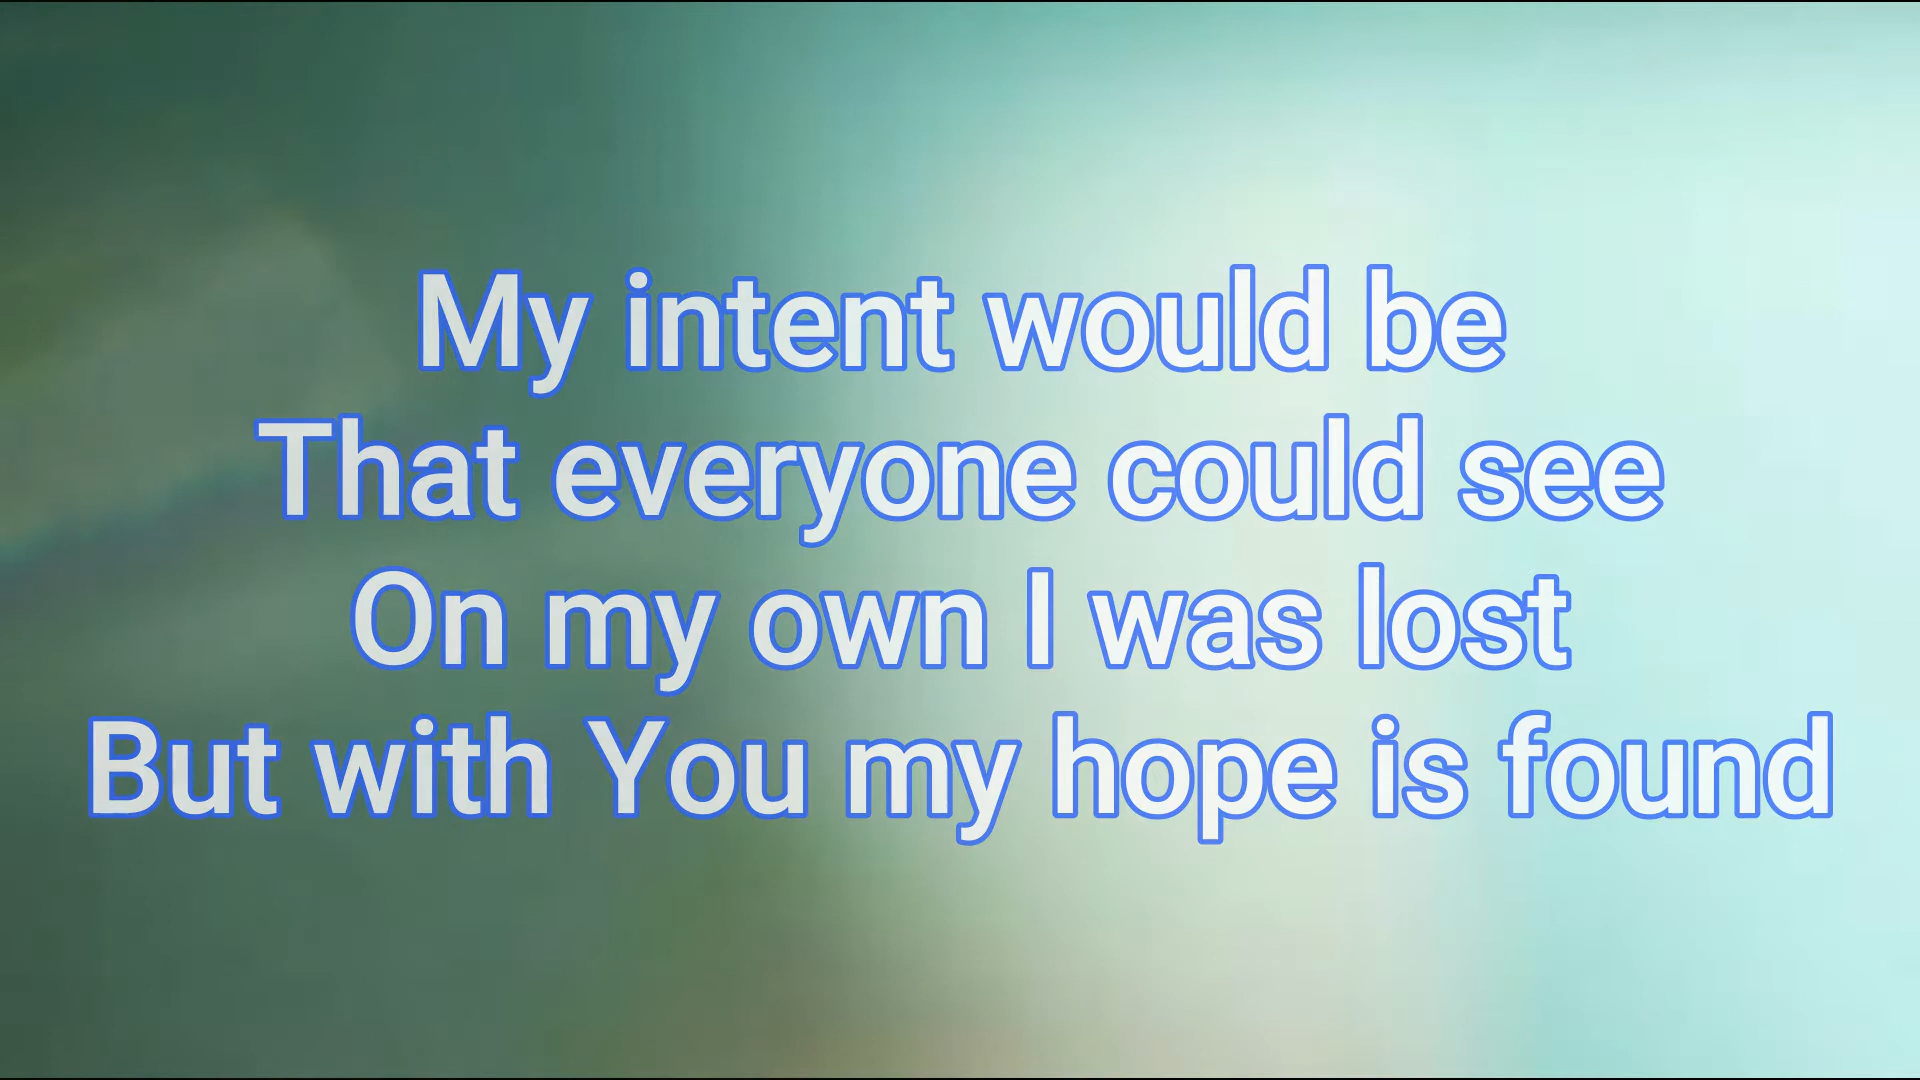 My intent would be
That everyone could see
On my own I was lost
But with You my hope is found